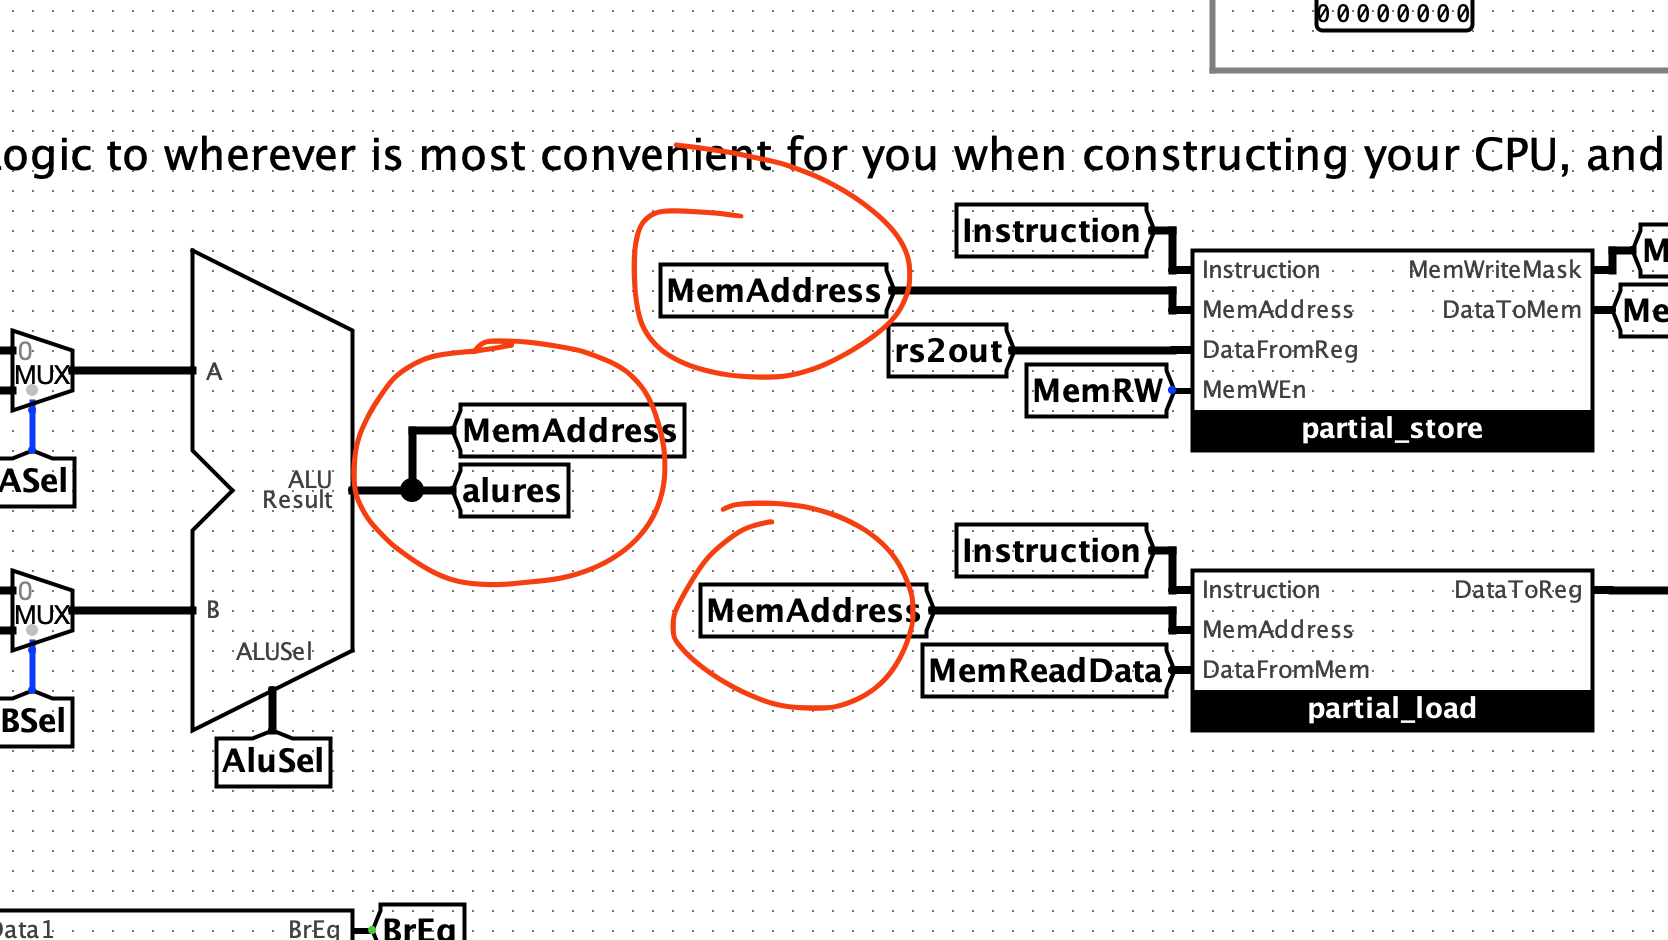 00000000
ogic to wherever is most convenient for you when constructing your CPU, and
Instruction
Instruction
MemWriteMask
M
MemAddress
MemAddress
DataToMem
Me
rs2out
DataFromReg
MemRW
MemWEn
partial_store
0
MUX
A
ASel
MemAddress
ALU
Result
alures
Instruction
Instruction
DataToReg
MemAddress
MemAddress
MemReadData
DataFromMem
partial_load
0
MUX
B
BSel
ALUSel
AluSel
Data1
BrEq
BrEq